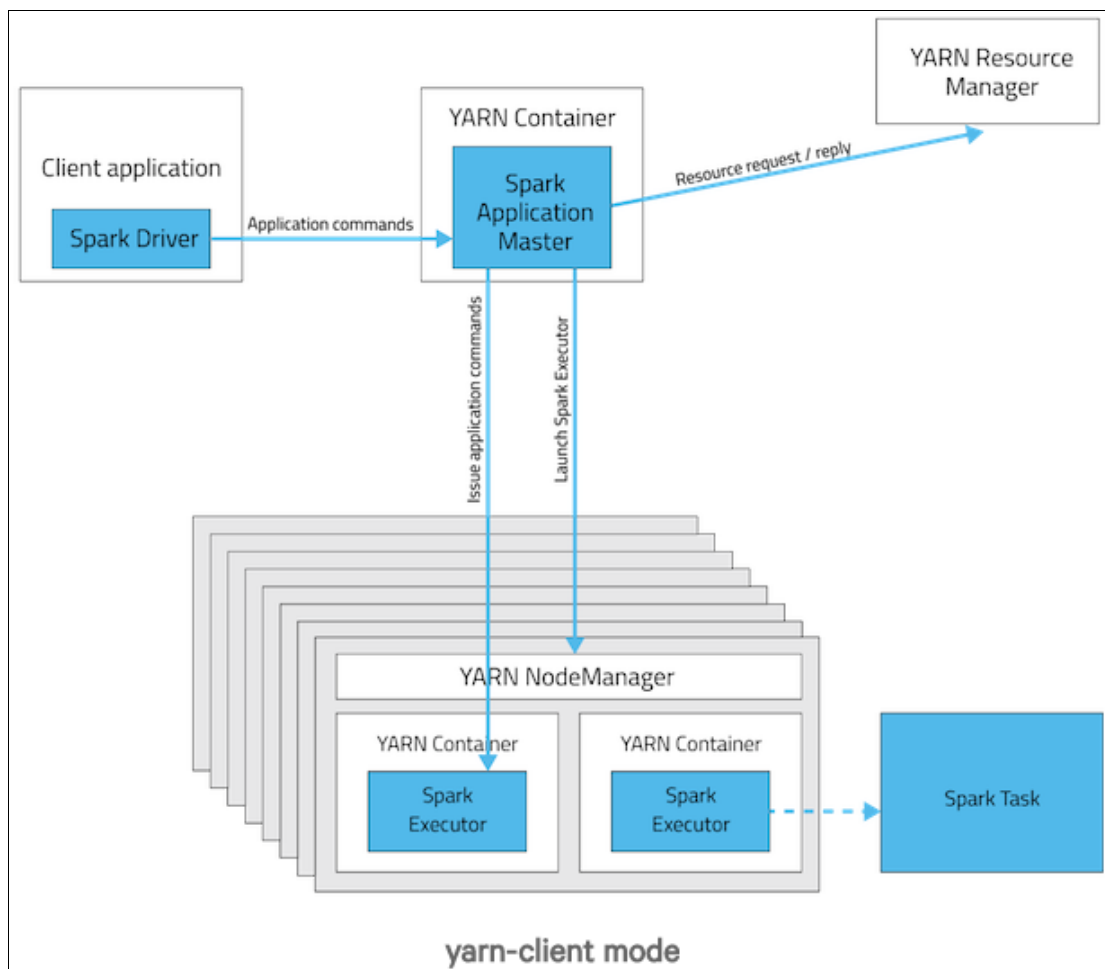 YARN Resource
Manager
YARN Container
Client application
Spark
Application
Master
Spark Driver
Application commands
Resource request / reply
Issue application commands
Launch Spark Executor
YARN NodeManager
YARN Container
Spark
Executor
YARN Container
Spark
Executor
Spark Task
yarn-client mode